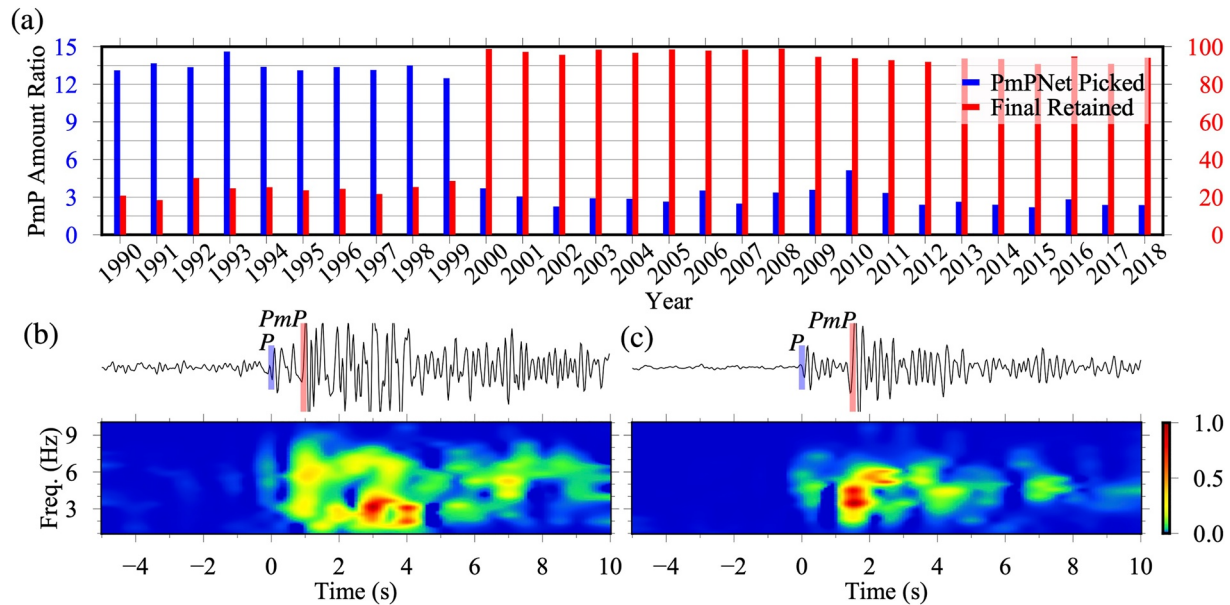 (a)
PmP Amount Ratio
15
12
9
6
3
0
100
80
60
40
20
0
PmPNet Picked
Final Retained
1990 1991 1992 1993 1994 1995 1996 1997 1998 1999 2000 2001 2002 2003 2004 2005 2006 2007 2008 2009 2010 2011 2012 2013 2014 2015 2016 2017 2018
Year
(b)
PmP
P
(c)
PmP
P
Freq. (Hz)
9
6
3
1.0
0.5
0.0
−4 −2 0 2 4 6 8 10
Time (s)
−4 −2 0 2 4 6 8 10
Time (s)